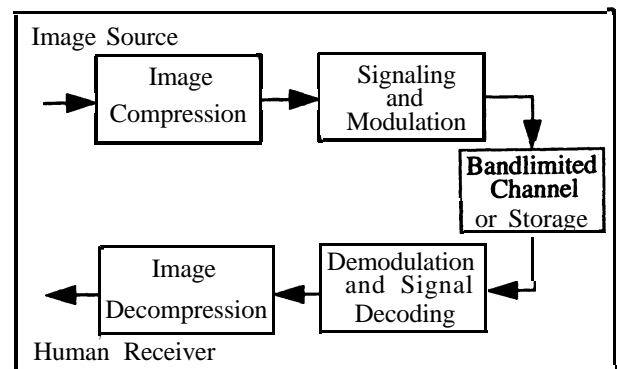 Image Source
Image
Compression
Signaling
and
Modulation
Bandlimited
Channel
or Storage
Demodulation
and Signal
Decoding
Image
Decompression
Human Receiver